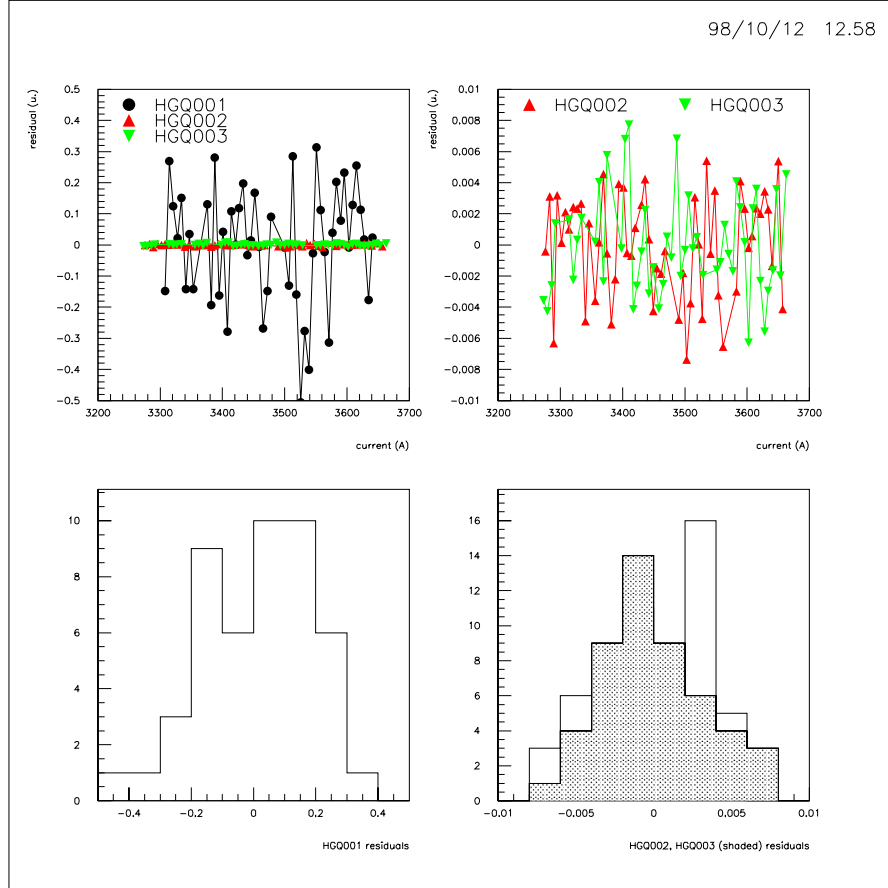 98/10/12 12.58
residual (u.)
0.5
0.4
0.3
0.2
0.1
0
-0.1
-0.2
-0.3
-0.4
-0.5
HGQ001
HGQ002
HGQ003
3200 3300 3400 3500 3600 3700
current (A)
residual (u.)
0.01
0.008
0.006
0.004
0.002
0
-0.002
-0.004
-0.006
-0.008
-0.01
HGQ002 HGQ003
3200 3300 3400 3500 3600 3700
current (A)
10
8
6
4
2
0
-0.4 -0.2 0 0.2 0.4
HGQ001 residuals
16
14
12
10
8
6
4
2
0
-0.01 -0.005 0 0.005 0.01
HGQ002, HGQ003 (shaded) residuals